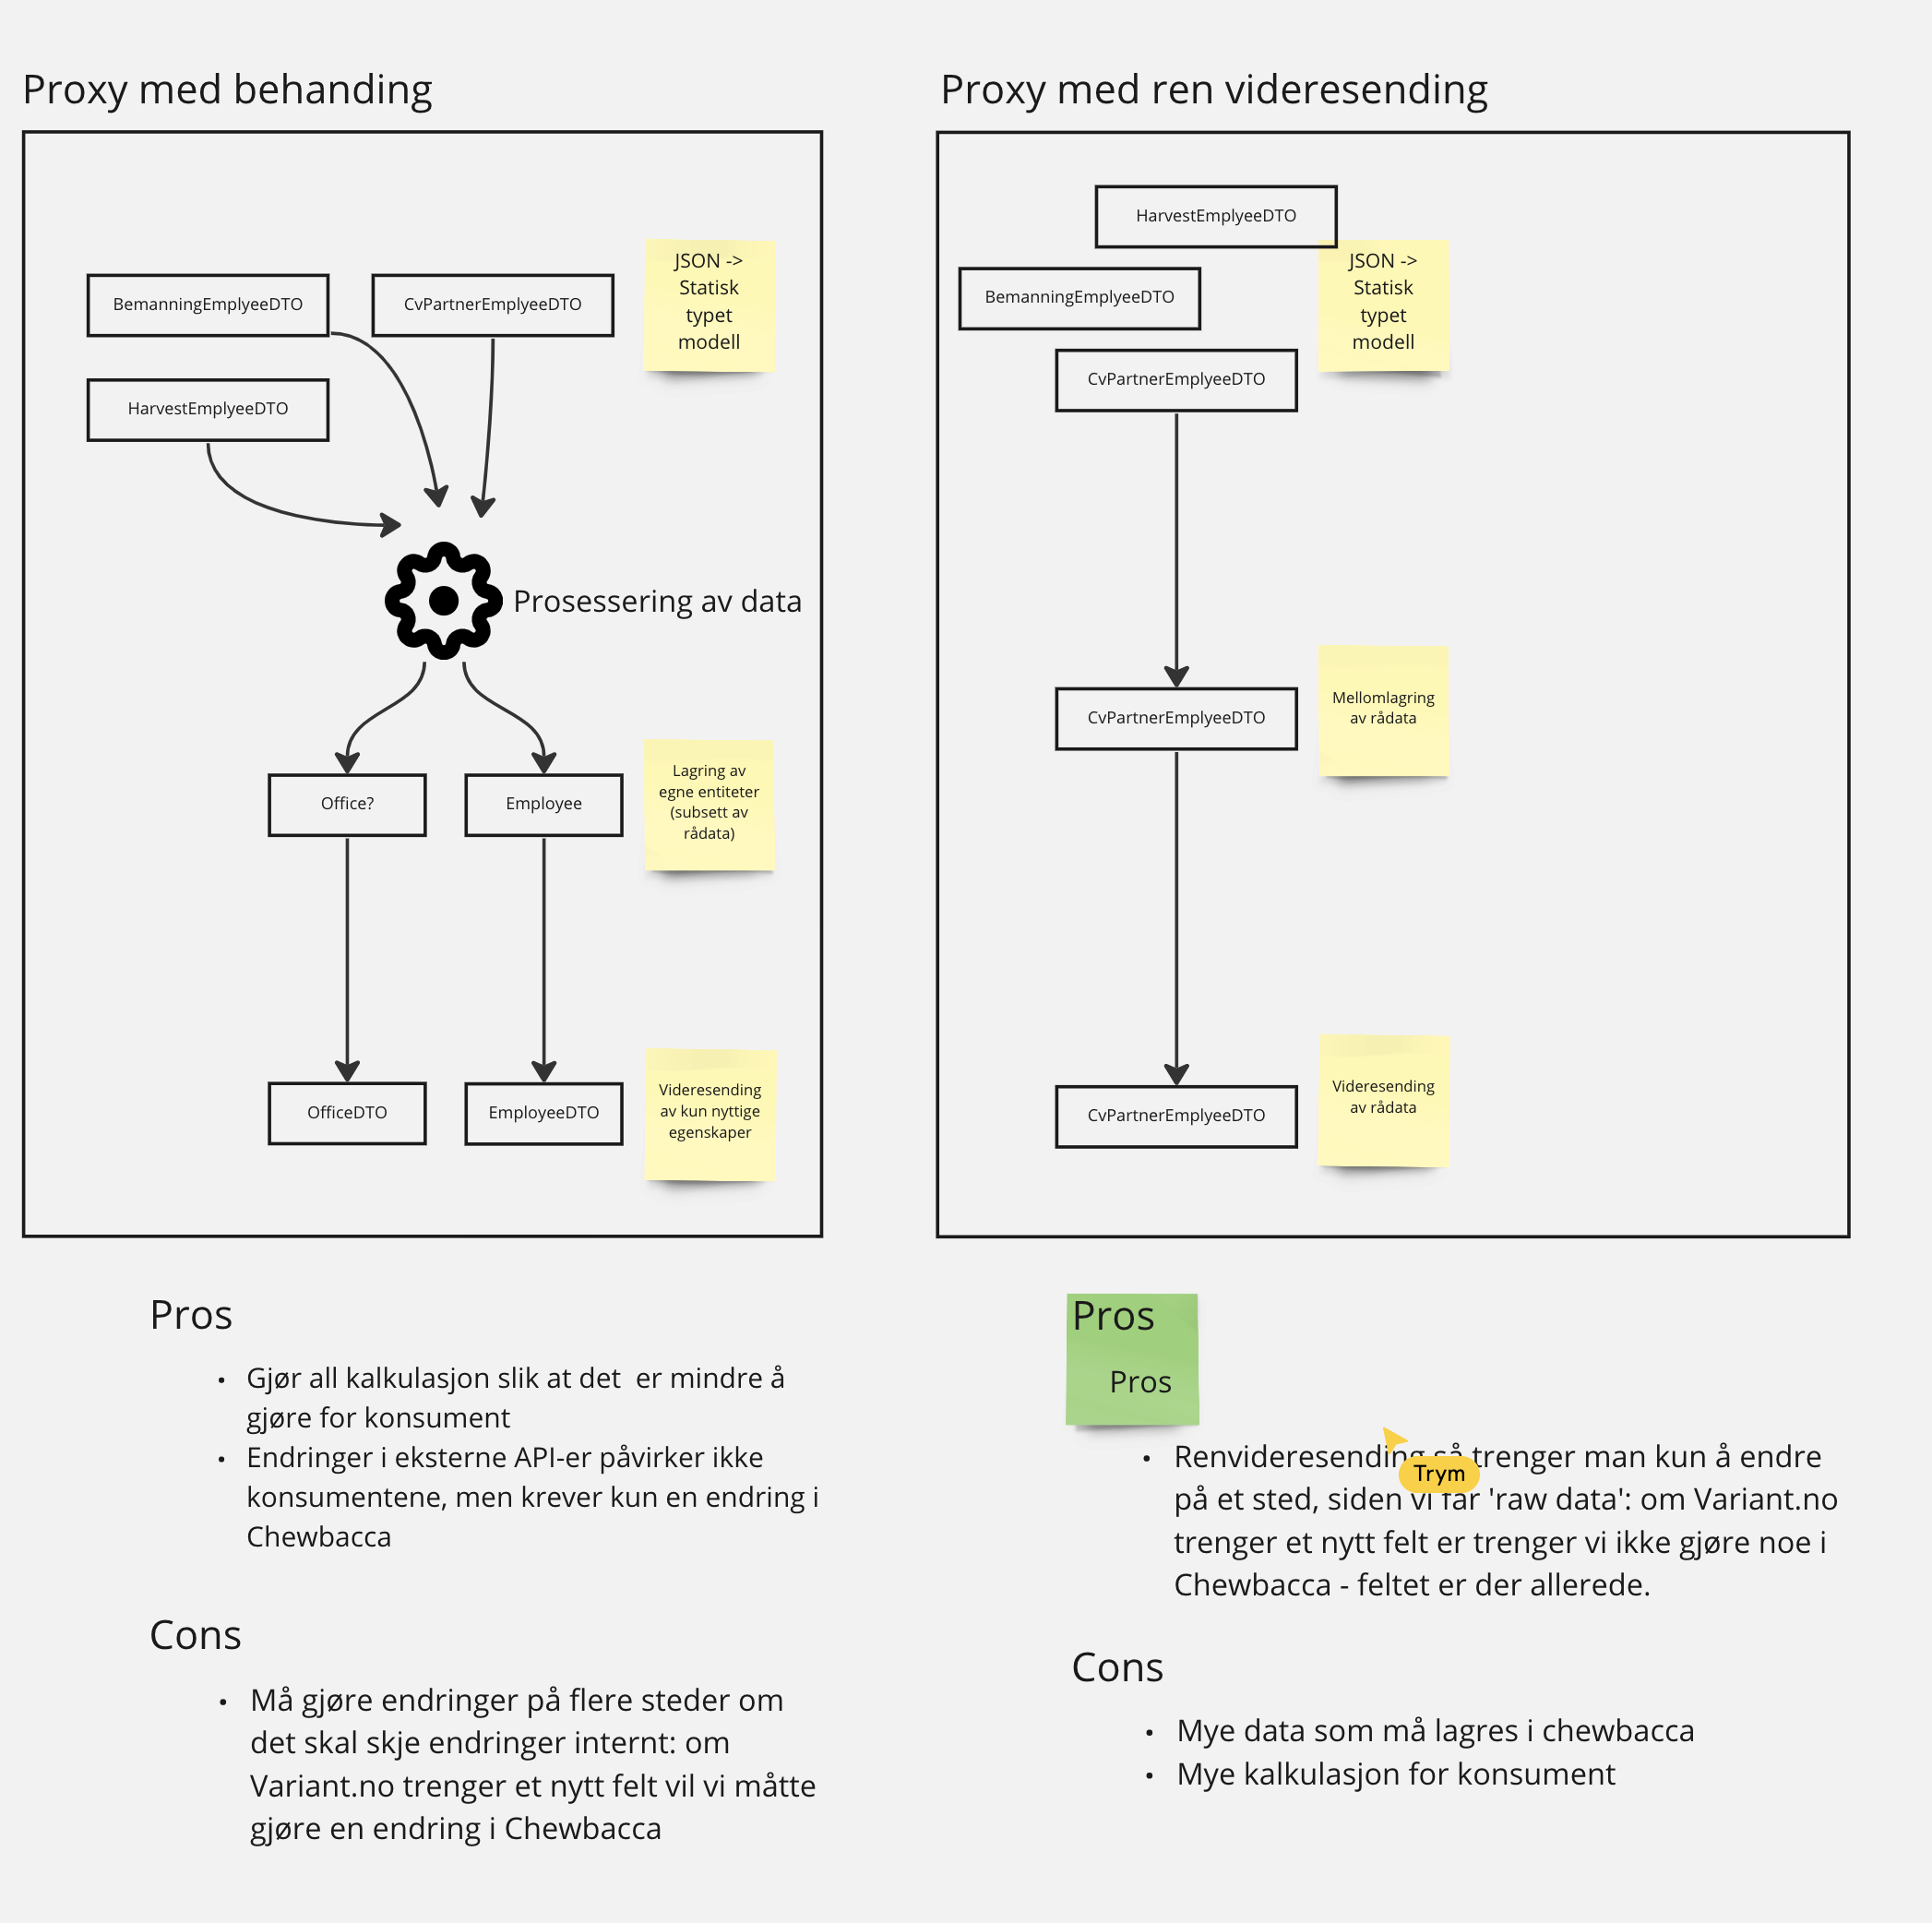 Proxy med behanding
BemanningEmplyeeDTO
CvPartnerEmplyeeDTO
JSON ->
Statisk
typet
modell
HarvestEmplyeeDTO
Prosessering av data
Office?
Employee
Lagring av
egne entiteter
(subsett av
rådata)
OfficeDTO
EmployeeDTO
Videresending
av kun nyttige
egenskaper
Pros
• Gjør all kalkulasjon slik at det  er mindre å
gjøre for konsument
• Endringer i eksterne API-er påvirker ikke
konsumentene, men krever kun en endring i
Chewbacca
Cons
• Må gjøre endringer på flere steder om
det skal skje endringer internt: om
Variant.no trenger et nytt felt vil vi måtte
gjøre en endring i Chewbacca
Proxy med ren videresending
HarvestEmplyeeDTO
BemanningEmplyeeDTO
JSON ->
Statisk
typet
modell
CvPartnerEmplyeeDTO
CvPartnerEmplyeeDTO
Mellomlagring
av rådata
CvPartnerEmplyeeDTO
Videresending
av rådata
Pros
Pros
• Renvideresending så trenger man kun å endre
Trym
på et sted, siden vi får 'raw data': om Variant.no
trenger et nytt felt er trenger vi ikke gjøre noe i
Chewbacca - feltet er der allerede.
Cons
• Mye data som må lagres i chewbacca
• Mye kalkulasjon for konsument